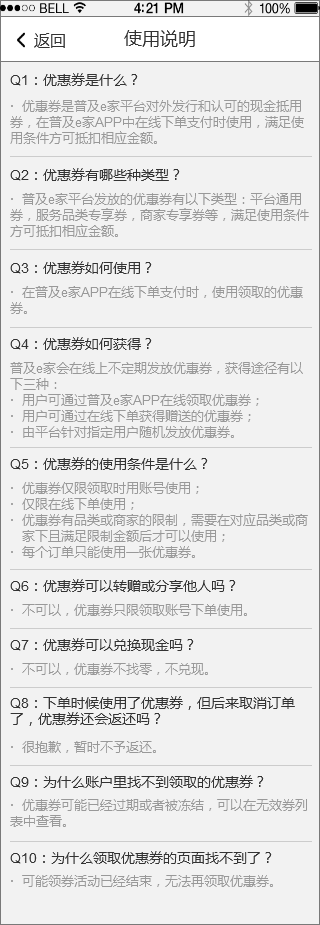 BELL 4:21 PM 100%
返回 使用说明
Q1：优惠券是什么？
· 优惠券是普及e家平台对外发行和认可的现金抵用
券，在普及e家APP中在线下单支付时使用，满足使
用条件方可抵扣相应金额。
Q2：优惠券有哪些种类型？
· 普及e家平台发放的优惠券有以下类型：平台通用
券，服务品类专享券，商家专享券等，满足使用条件
方可抵扣相应金额。
Q3：优惠券如何使用？
· 在普及e家APP在线下单支付时，使用领取的优惠
券。
Q4：优惠券如何获得？
普及e家会在线上不定期发放优惠券，获得途径有以
下三种：
· 用户可通过普及e家APP在线领取优惠券；
· 用户可通过在线下单获得赠送的优惠券；
· 由平台针对指定用户随机发放优惠券。
Q5：优惠券的使用条件是什么？
· 优惠券仅限领取时用账号使用；
· 仅限在线下单使用；
· 优惠券有品类或商家的限制，需要在对应品类或商
家下且满足限制金额后才可以使用；
· 每个订单只能使用一张优惠券。
Q6：优惠券可以转赠或分享他人吗？
· 不可以，优惠券只限领取账号下单使用。
Q7：优惠券可以兑换现金吗？
· 不可以，优惠券不找零，不兑现。
Q8：下单时候使用了优惠券，但后来取消订单
了，优惠券还会返还吗？
· 很抱歉，暂时不予返还。
Q9：为什么账户里找不到领取的优惠券？
· 优惠券可能已经过期或者被冻结，可以在无效券列
表中查看。
Q10：为什么领取优惠券的页面找不到了？
· 可能领券活动已经结束，无法再领取优惠券。